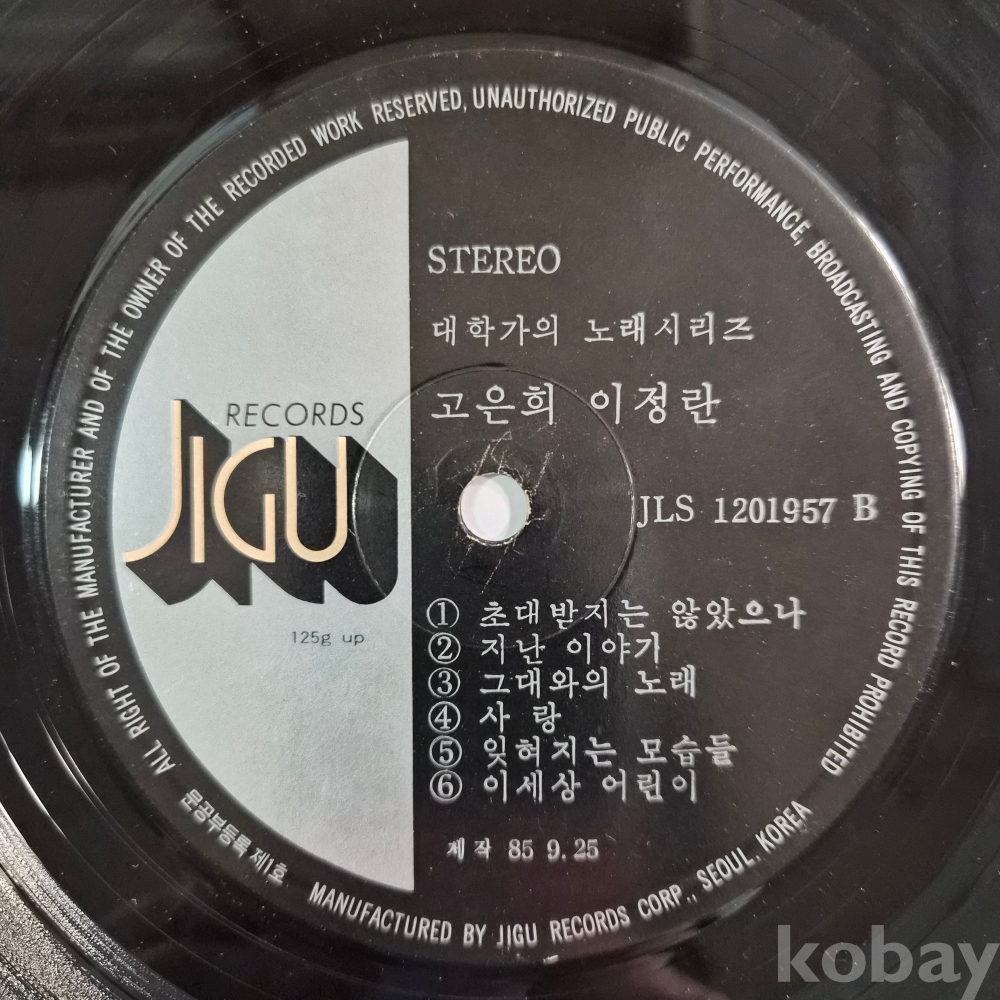 ALL RIGHT OF THE MANUFACTURER AND OF THE OWNER OF THE RECORDED WORK RESERVED, UNAUTHORIZED PUBLIC PERFORMANCE, BROADCASTING AND COPYING OF THIS RECORD PROHIBITED
STEREO
대학가의 노래시리즈
고은희 이정란
RECORDS
JIGU
JLS 1201957 B
125g up
① 초대받지는 않았으나
② 지난 이야기
③ 그대와의 노래
④ 사 랑
⑤ 잊혀지는 모습들
⑥ 이세상 어린이
제작 85 9.25
문공부등록 제1호
MANUFACTURED BY JIGU RECORDS CORP., SEOUL, KOREA
kobay